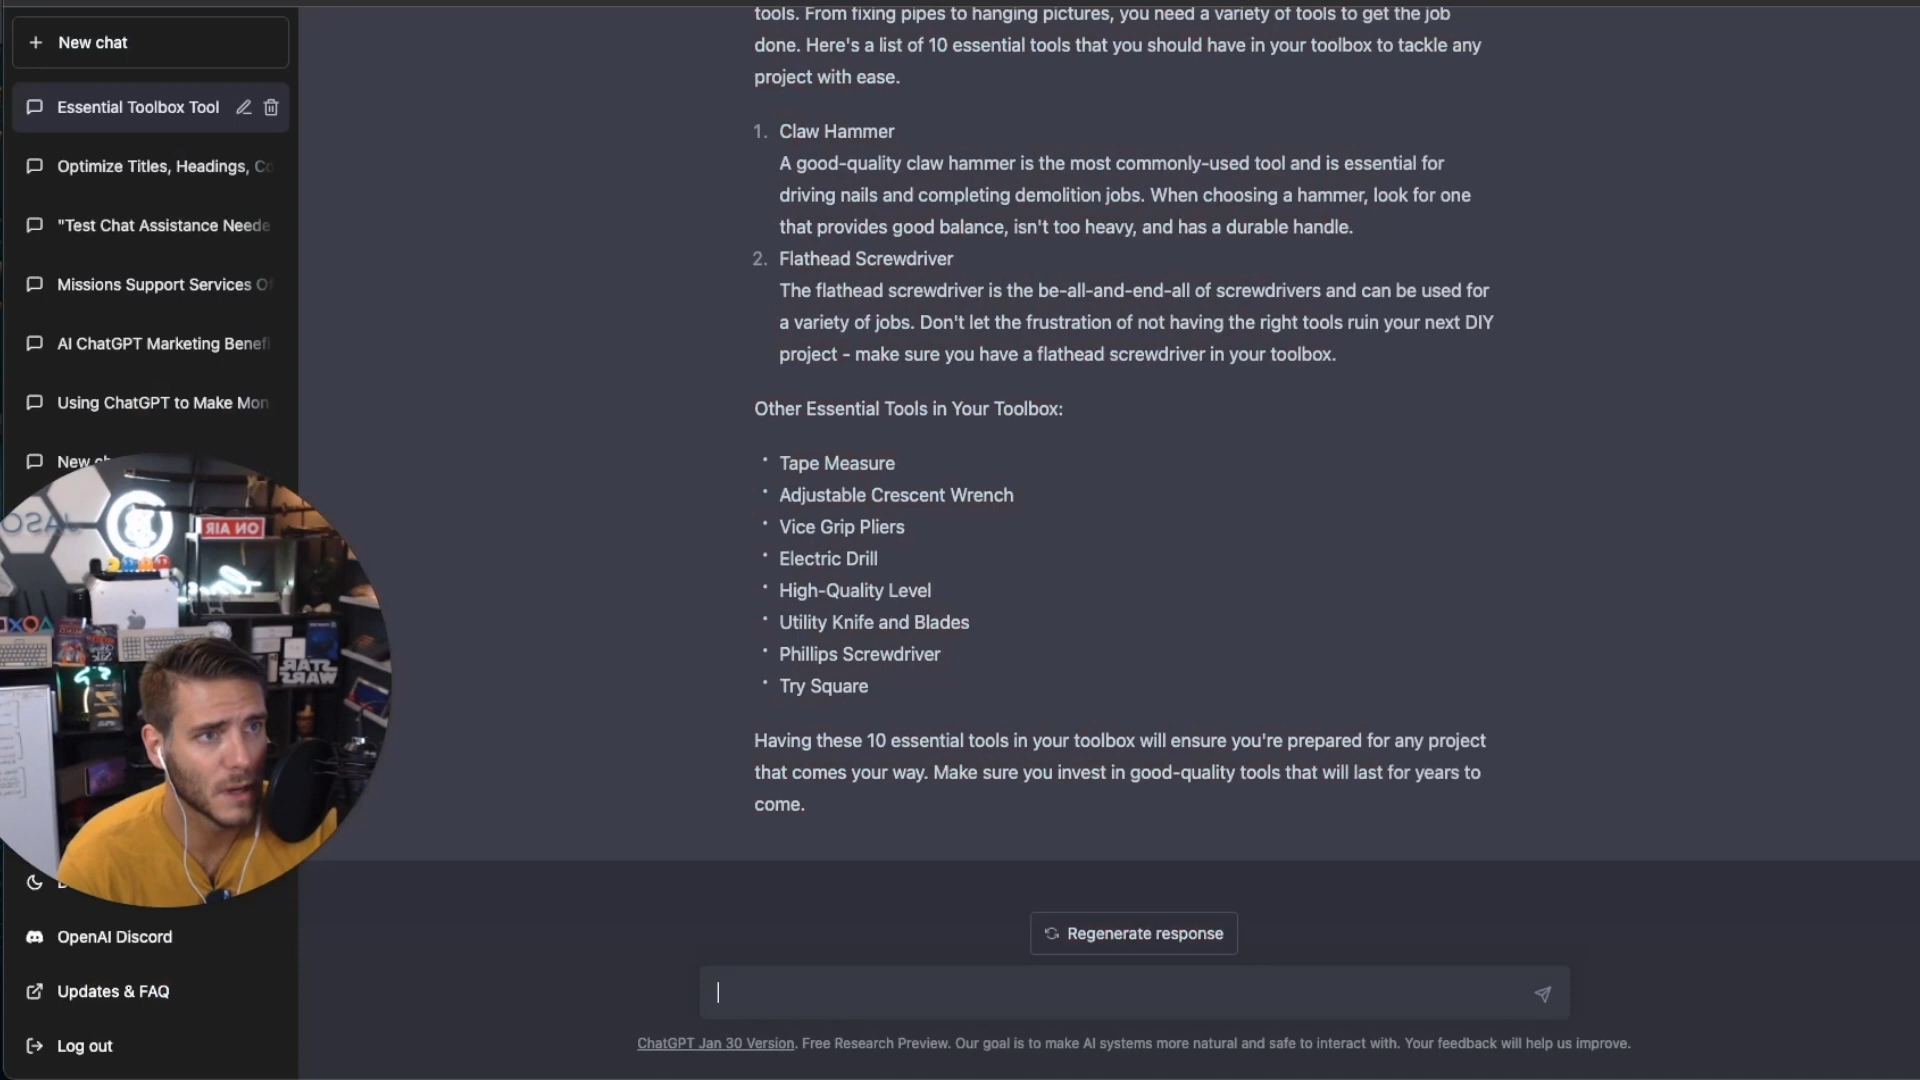 New chat
Essential Toolbox Tool
Optimize Titles, Headings, Co
"Test Chat Assistance Neede
Missions Support Services Of
AI ChatGPT Marketing Benefi
Using ChatGPT to Make Mon
New ch
OpenAI Discord
Updates & FAQ
Log out
tools. From fixing pipes to hanging pictures, you need a variety of tools to get the job
done. Here's a list of 10 essential tools that you should have in your toolbox to tackle any
project with ease.
1. Claw Hammer
A good-quality claw hammer is the most commonly-used tool and is essential for
driving nails and completing demolition jobs. When choosing a hammer, look for one
that provides good balance, isn't too heavy, and has a durable handle.
2. Flathead Screwdriver
The flathead screwdriver is the be-all-and-end-all of screwdrivers and can be used for
a variety of jobs. Don't let the frustration of not having the right tools ruin your next DIY
project - make sure you have a flathead screwdriver in your toolbox.
Other Essential Tools in Your Toolbox:
• Tape Measure
• Adjustable Crescent Wrench
• Vice Grip Pliers
• Electric Drill
• High-Quality Level
• Utility Knife and Blades
• Phillips Screwdriver
• Try Square
Having these 10 essential tools in your toolbox will ensure you're prepared for any project
that comes your way. Make sure you invest in good-quality tools that will last for years to
come.
Regenerate response
ChatGPT Jan 30 Version. Free Research Preview. Our goal is to make AI systems more natural and safe to interact with. Your feedback will help us improve.
JASO
ON AIR
STAR
WARS